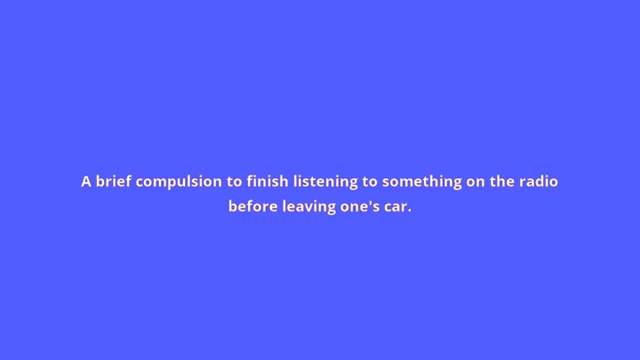 A brief compulsion to finish listening to something on the radio
before leaving one's car.